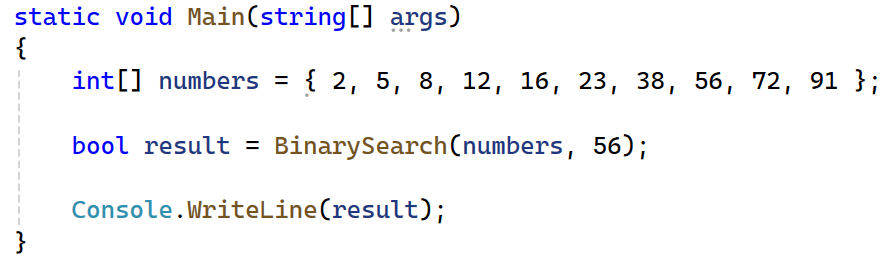 static void Main(string[] args)
{
    int[] numbers = { 2, 5, 8, 12, 16, 23, 38, 56, 72, 91 };
    bool result = BinarySearch(numbers, 56);
    Console.WriteLine(result);
}